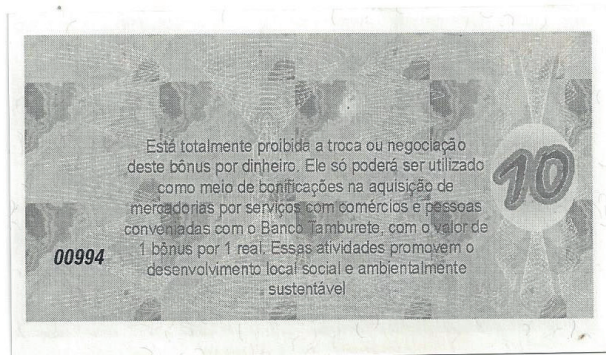 Está totalmente proibida a troca ou negociação
deste bônus por dinheiro. Ele só poderá ser utilizado
como meio de bonificações na aquisição de
mercadorias por serviços com comércios e pessoas
conveniadas com o Banco Tamburete, com o valor de
1 bônus por 1 real. Essas atividades promovem o
desenvolvimento local social e ambientalmente
sustentável
10
00994